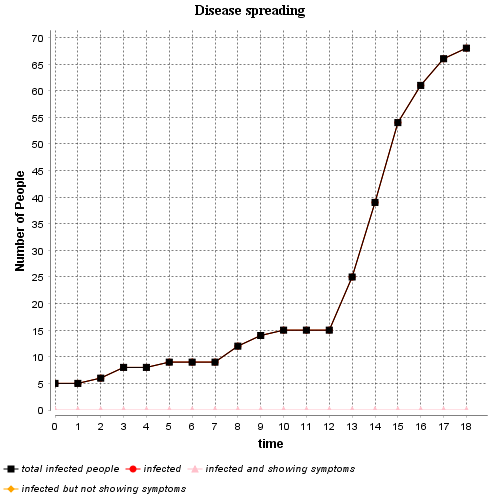 Disease spreading
Number of People
70
65
60
55
50
45
40
35
30
25
20
15
10
5
0
0 1 2 3 4 5 6 7 8 9 10 11 12 13 14 15 16 17 18
time
total infected people infected infected and showing symptoms
infected but not showing symptoms